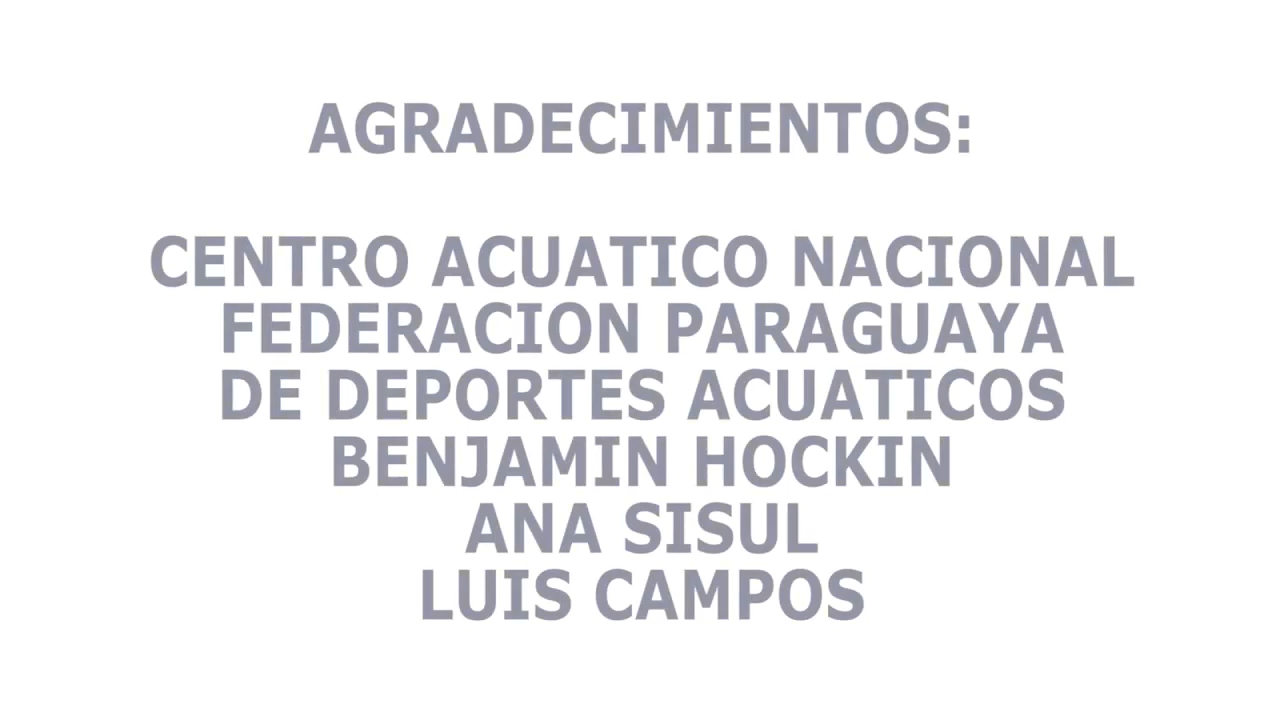 AGRADECIMIENTOS:
CENTRO ACUATICO NACIONAL
FEDERACION PARAGUAYA
DE DEPORTES ACUATICOS
BENJAMIN HOCKIN
ANA SISUL
LUIS CAMPOS